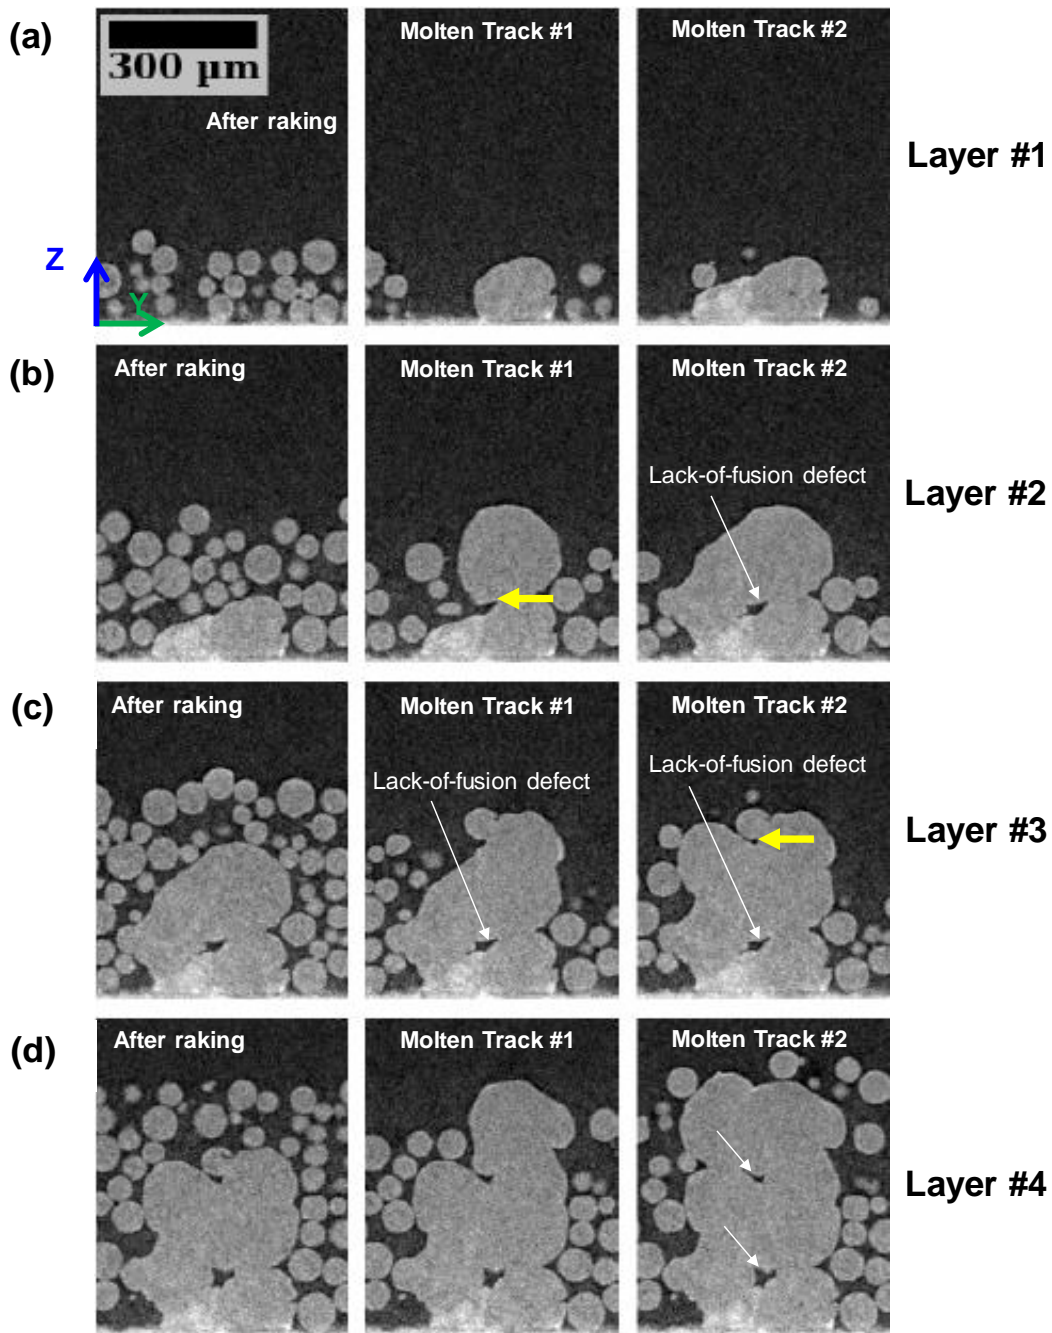 (a)
300 µm
After raking
Molten Track #1
Molten Track #2
Layer #1
Z
Y
(b)
After raking
Molten Track #1
Molten Track #2
Lack-of-fusion defect
Layer #2
(c)
After raking
Molten Track #1
Molten Track #2
Lack-of-fusion defect
Lack-of-fusion defect
Layer #3
(d)
After raking
Molten Track #1
Molten Track #2
Layer #4